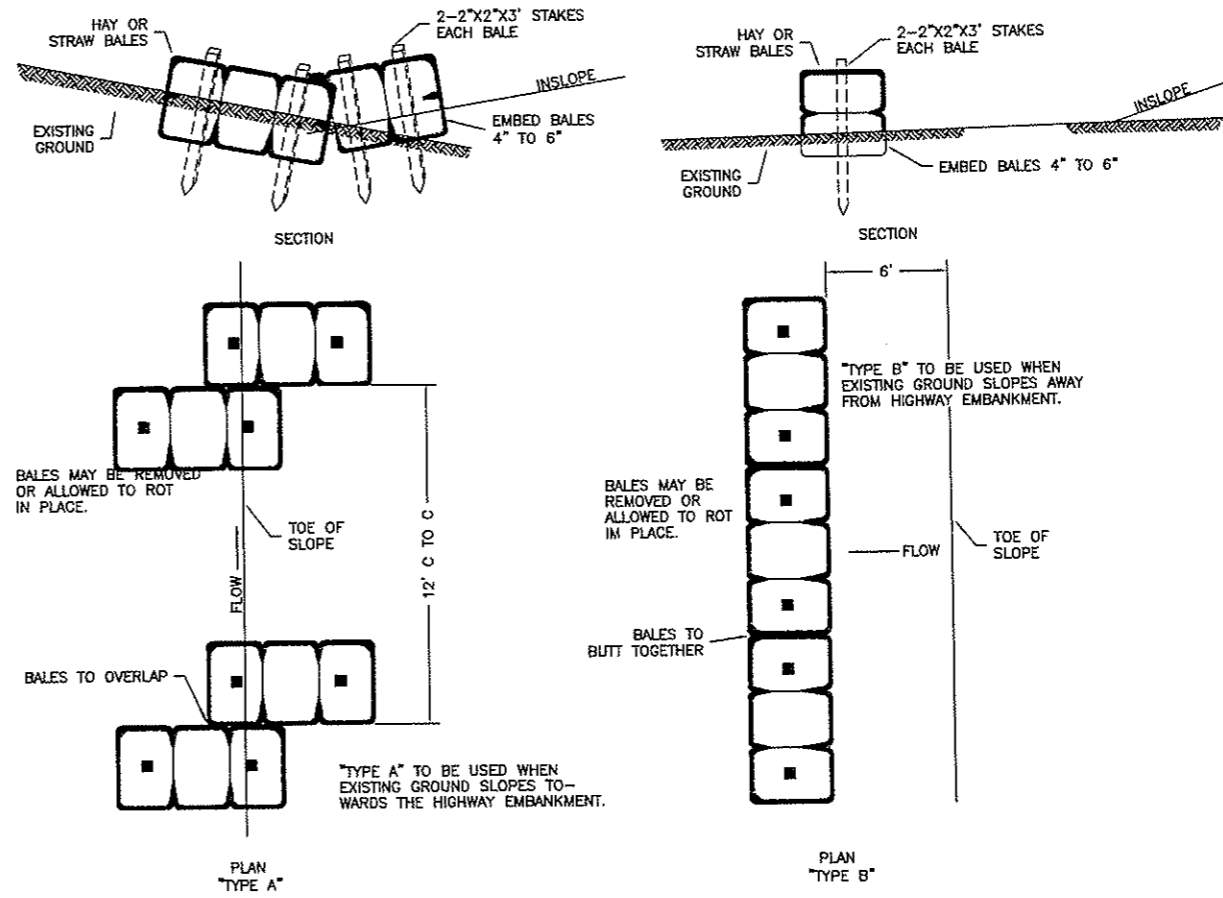 HAY OR
STRAW BALES
2-2"X2"X3' STAKES
EACH BALE
INSLOPE
EXISTING
GROUND
EMBED BALES
4" TO 6"
SECTION
HAY OR
STRAW BALES
2-2"X2"X3' STAKES
EACH BALE
INSLOPE
EXISTING
GROUND
EMBED BALES 4" TO 6"
SECTION
BALES MAY BE REMOVED
OR ALLOWED TO ROT
IN PLACE.
TOE OF
SLOPE
FLOW
12' C TO C
BALES TO OVERLAP
"TYPE A" TO BE USED WHEN
EXISTING GROUND SLOPES TO-
WARDS THE HIGHWAY EMBANKMENT.
PLAN
"TYPE A"
6'
"TYPE B" TO BE USED WHEN
EXISTING GROUND SLOPES AWAY
FROM HIGHWAY EMBANKMENT.
BALES MAY BE
REMOVED OR
ALLOWED TO ROT
IM PLACE.
FLOW
TOE OF
SLOPE
BALES TO
BUTT TOGETHER
PLAN
"TYPE B"